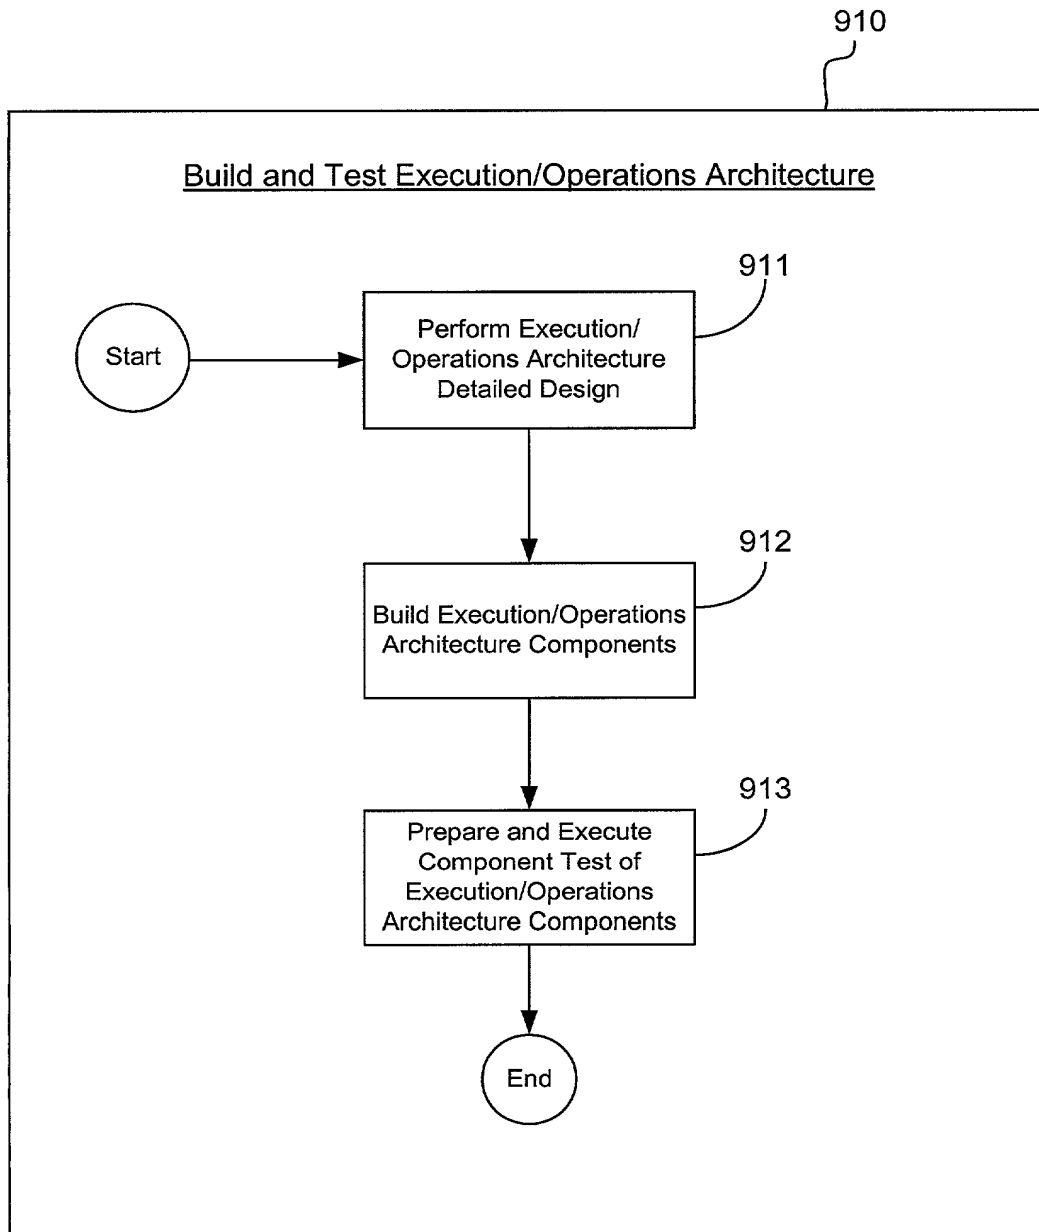 910
Build and Test Execution/Operations Architecture
911
Start
Perform Execution/
Operations Architecture
Detailed Design
912
Build Execution/Operations
Architecture Components
913
Prepare and Execute
Component Test of
Execution/Operations
Architecture Components
End